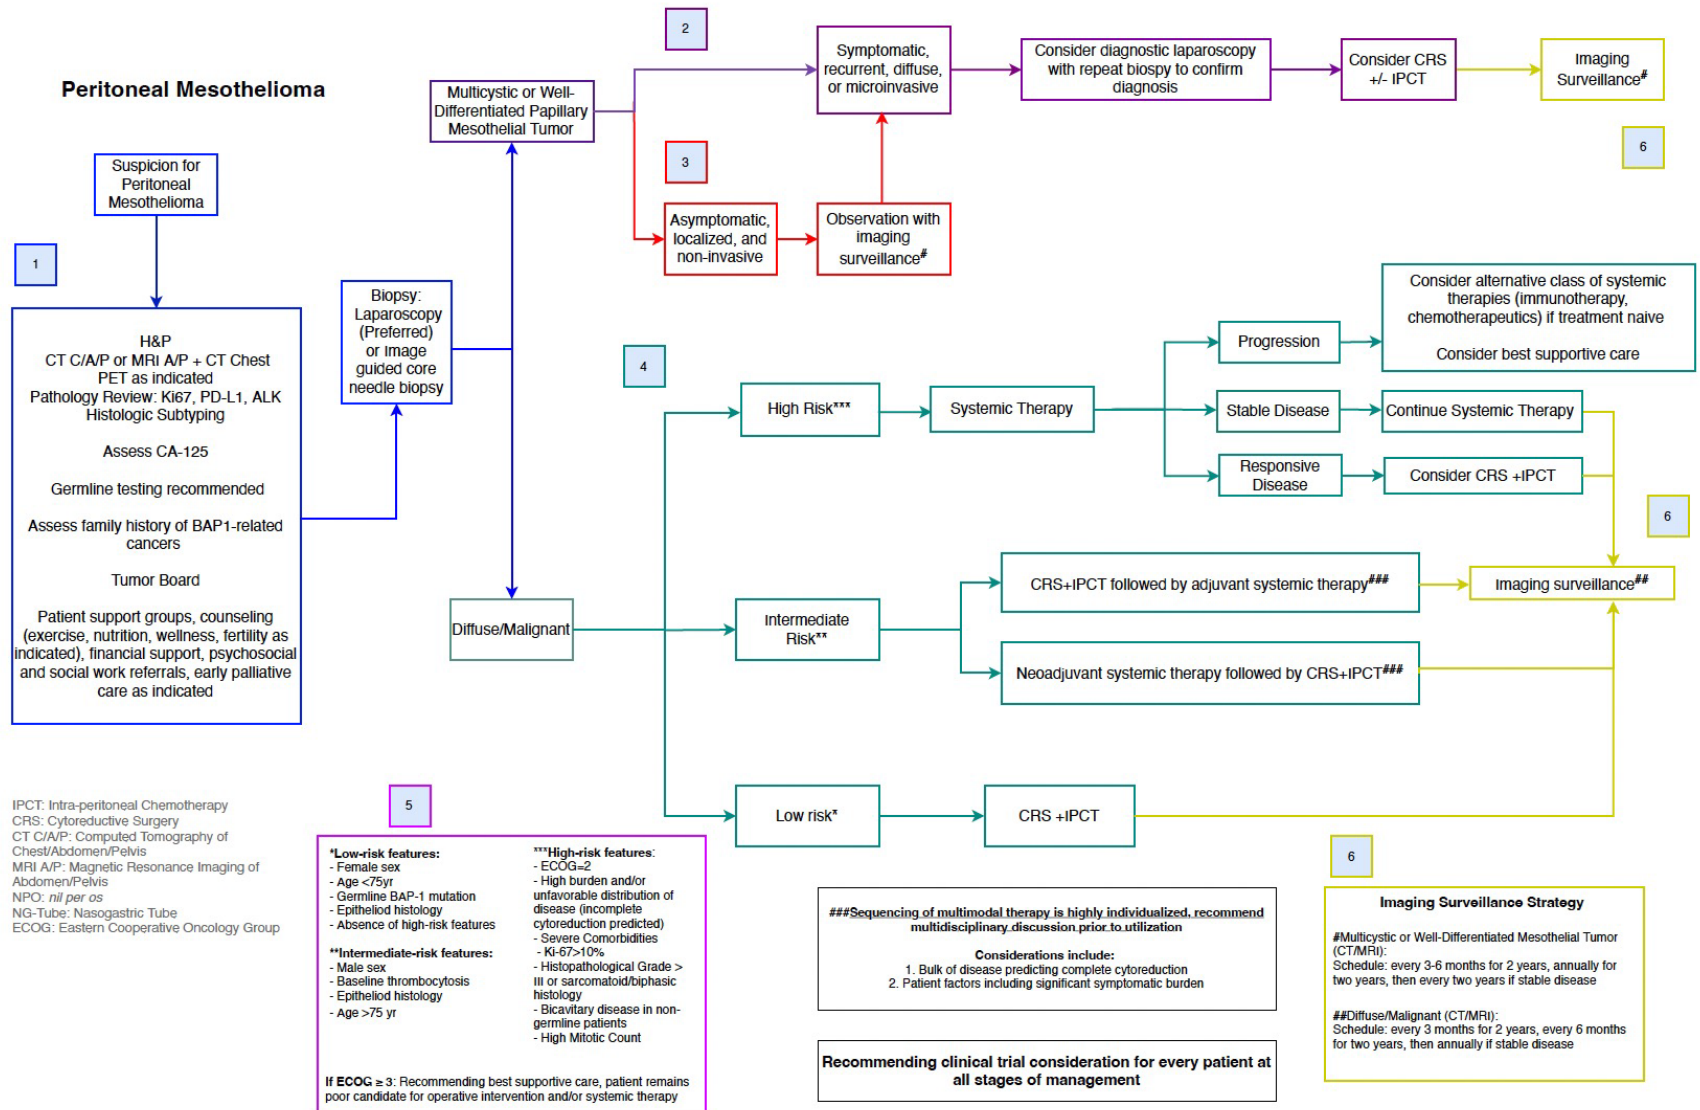 Peritoneal Mesothelioma
Suspicion for
Peritoneal
Mesothelioma
1
H&P
CT C/A/P or MRI A/P + CT Chest
PET as indicated
Pathology Review: Ki67, PD-L1, ALK
Histologic Subtyping
Assess CA-125
Germline testing recommended
Assess family history of BAP1-related
cancers
Tumor Board
Patient support groups, counseling
(exercise, nutrition, wellness, fertility as
indicated), financial support, psychosocial
and social work referrals, early palliative
care as indicated
Biopsy:
Laparoscopy
(Preferred)
or Image
guided core
needle biopsy
Multicystic or Well-
Differentiated Papillary
Mesothelial Tumor
2
Symptomatic,
recurrent, diffuse,
or microinvasive
Consider diagnostic laparoscopy
with repeat biospy to confirm
diagnosis
Consider CRS
+/- IPCT
Imaging
Surveillance#
6
3
Asymptomatic,
localized, and
non-invasive
Observation with
imaging
surveillance#
Diffuse/Malignant
4
High Risk***
Systemic Therapy
Progression
Consider alternative class of systemic
therapies (immunotherapy,
chemotherapeutics) if treatment naive
Consider best supportive care
Stable Disease
Continue Systemic Therapy
Responsive
Disease
Consider CRS +IPCT
6
Intermediate
Risk**
CRS+IPCT followed by adjuvant systemic therapy###
Neoadjuvant systemic therapy followed by CRS+IPCT###
Imaging surveillance##
Low risk*
CRS +IPCT
IPCT: Intra-peritoneal Chemotherapy
CRS: Cytoreductive Surgery
CT C/A/P: Computed Tomography of
Chest/Abdomen/Pelvis
MRI A/P: Magnetic Resonance Imaging of
Abdomen/Pelvis
NPO: nil per os
NG-Tube: Nasogastric Tube
ECOG: Eastern Cooperative Oncology Group
5
*Low-risk features:
- Female sex
- Age <75yr
- Germline BAP-1 mutation
- Epitheliod histology
- Absence of high-risk features
**Intermediate-risk features:
- Male sex
- Baseline thrombocytosis
- Epitheliod histology
- Age >75 yr
***High-risk features:
- ECOG=2
- High burden and/or
unfavorable distribution of
disease (incomplete
cytoreduction predicted)
- Severe Comorbidities
- Ki-67>10%
- Histopathological Grade >
III or sarcomatoid/biphasic
histology
- Bicavitary disease in non-
germline patients
- High Mitotic Count
If ECOG ≥ 3: Recommending best supportive care, patient remains
poor candidate for operative intervention and/or systemic therapy
###Sequencing of multimodal therapy is highly individualized, recommend
multidisciplinary discussion prior to utilization
Considerations include:
1. Bulk of disease predicting complete cytoreduction
2. Patient factors including significant symptomatic burden
Recommending clinical trial consideration for every patient at
all stages of management
6
Imaging Surveillance Strategy
#Multicystic or Well-Differentiated Mesothelial Tumor
(CT/MRI):
Schedule: every 3-6 months for 2 years, annually for
two years, then every two years if stable disease
##Diffuse/Malignant (CT/MRI):
Schedule: every 3 months for 2 years, every 6 months
for two years, then annually if stable disease